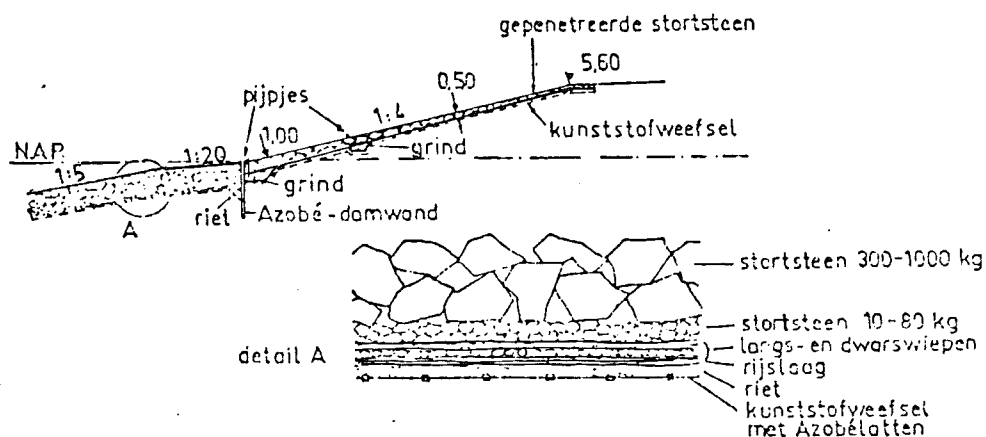 gepenetreerde stortsteen
5,60
0,50
pijpjes
1:4
kunststofweefsel
1,00
grind
N.A.P.
1:20
1:5
grind
riet
Azobé-damwand
A
stortsteen 300-1000 kg
stortsteen 10-80 kg
detail A
langs- en dwarswiepen
rijslaag
riet
kunststofweefsel
met Azobélatten